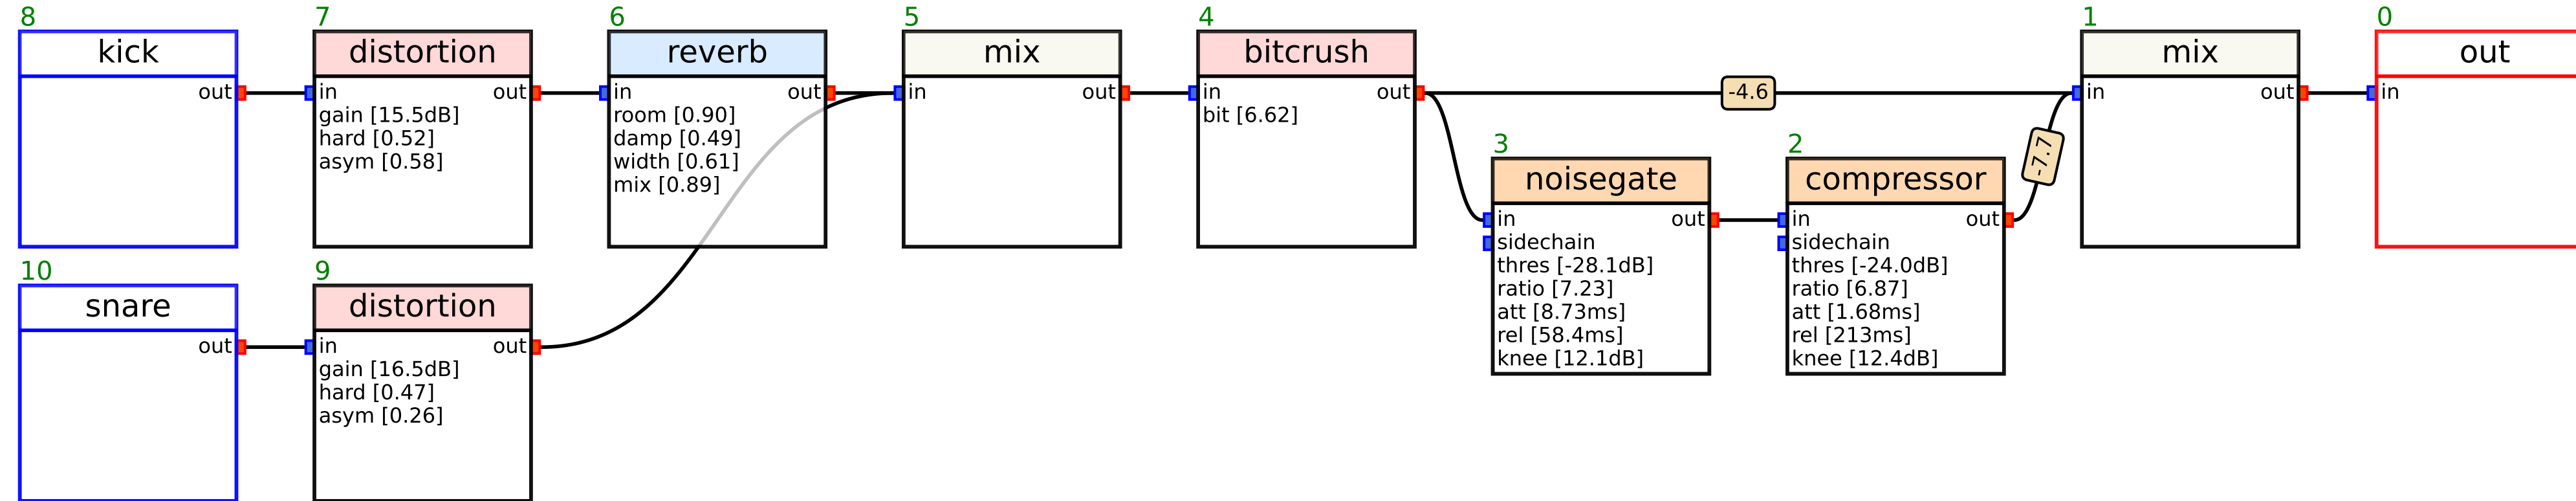 8
kick
out
7
distortion
in out
gain [15.5dB]
hard [0.52]
asym [0.58]
6
reverb
in out
room [0.90]
damp [0.49]
width [0.61]
mix [0.89]
5
mix
in out
4
bitcrush
in out
bit [6.62]
-4.6
3
noisegate
in out
sidechain
thres [-28.1dB]
ratio [7.23]
att [8.73ms]
rel [58.4ms]
knee [12.1dB]
2
compressor
in out
sidechain
thres [-24.0dB]
ratio [6.87]
att [1.68ms]
rel [213ms]
knee [12.4dB]
-7.7
1
mix
in out
0
out
in
10
snare
out
9
distortion
in out
gain [16.5dB]
hard [0.47]
asym [0.26]